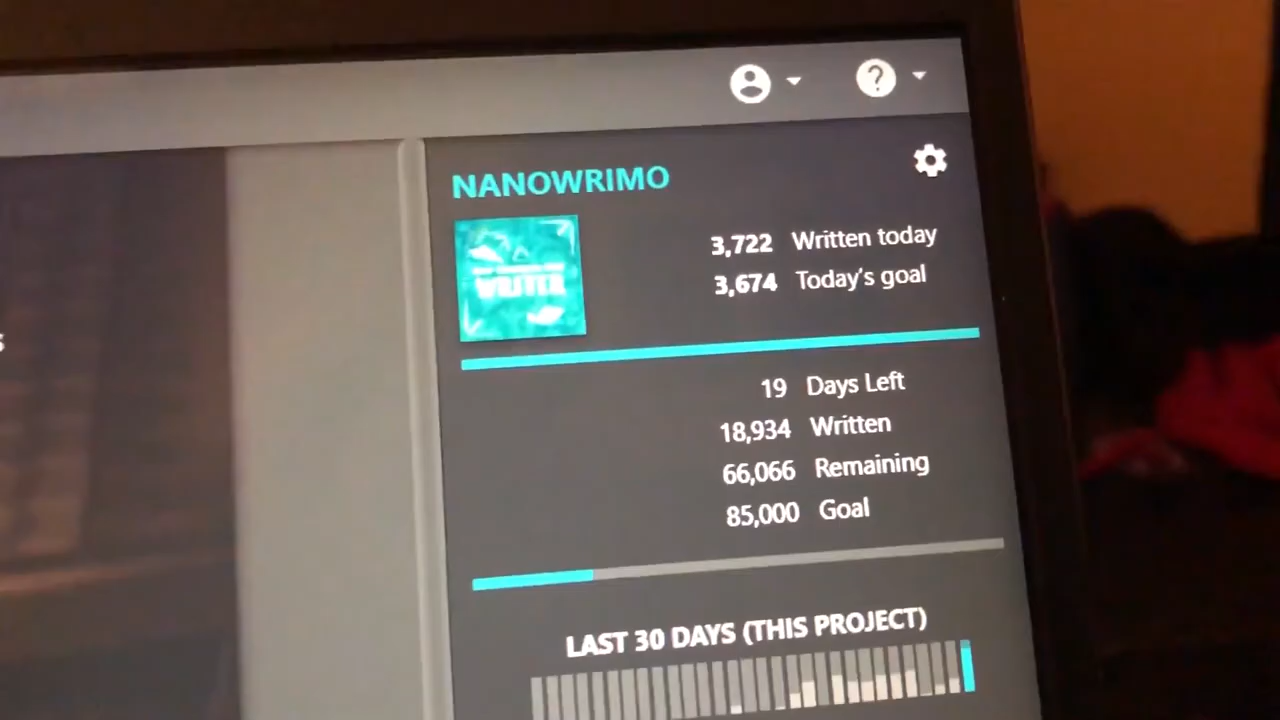 NANOWRIMO
WRITER
3,722 Written today
3,674 Today's goal
19 Days Left
18,934 Written
66,066 Remaining
85,000 Goal
LAST 30 DAYS (THIS PROJECT)